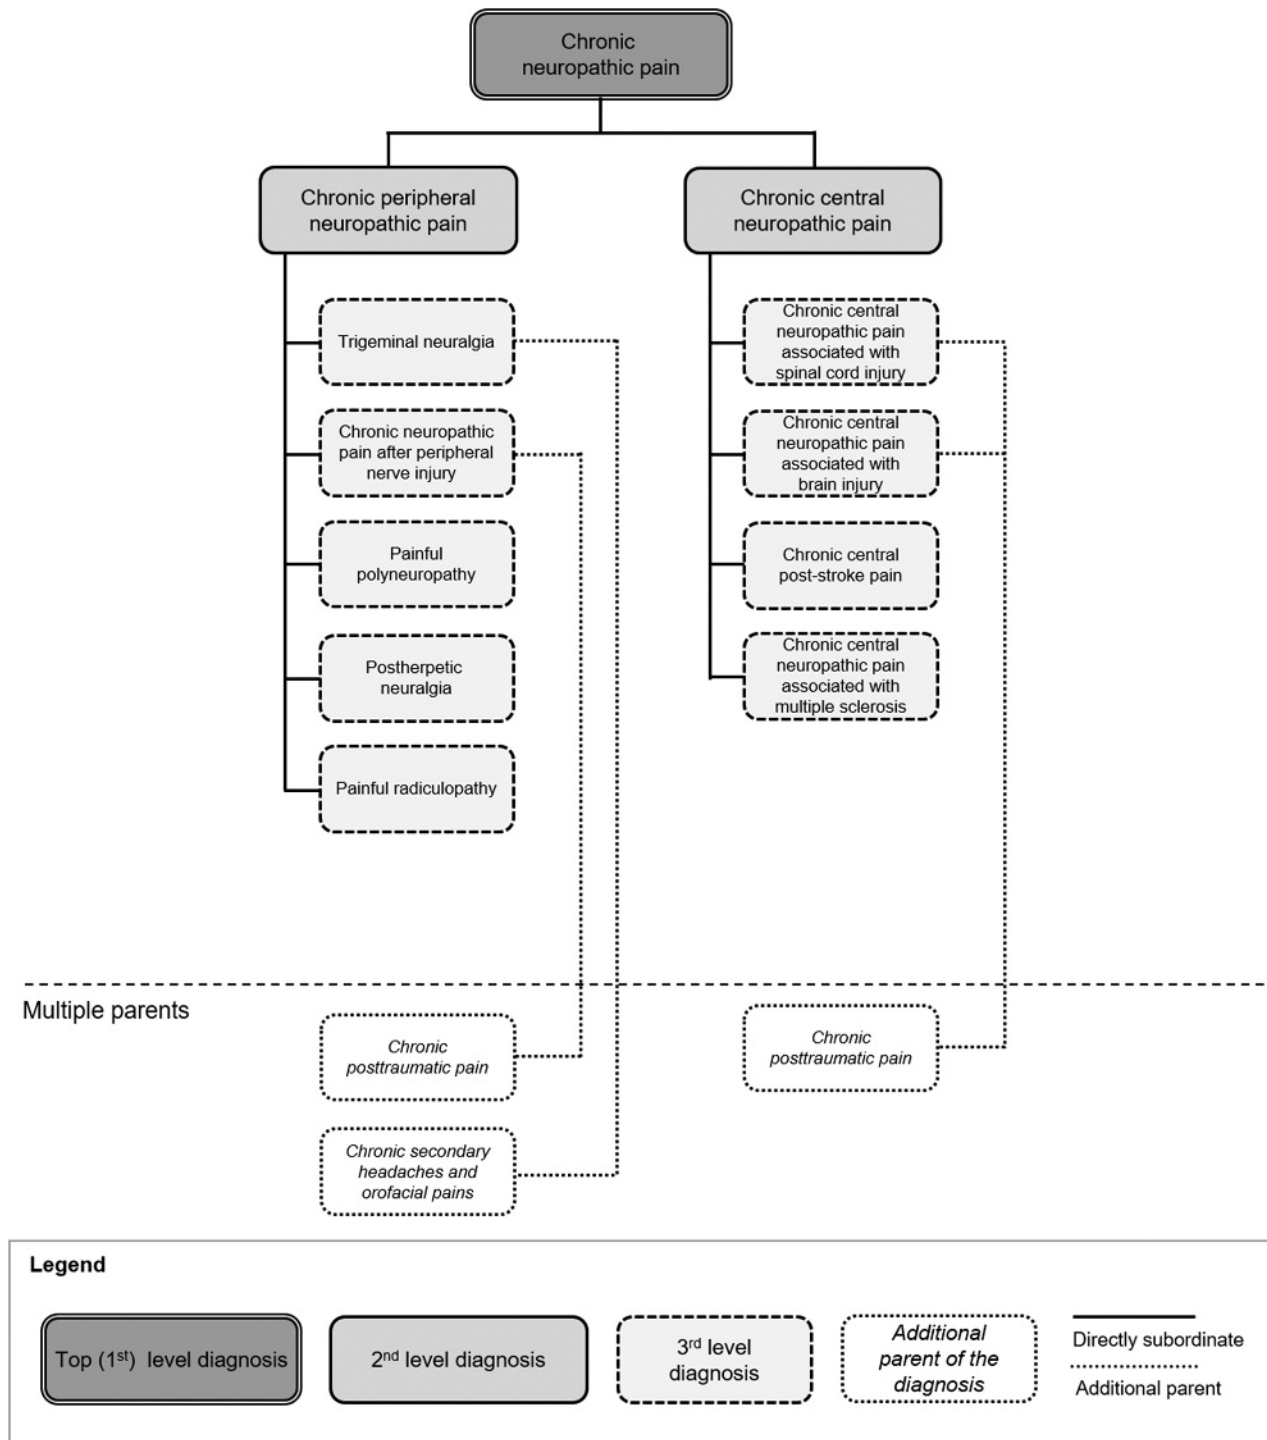 Chronic
neuropathic pain
Chronic peripheral
neuropathic pain
Chronic central
neuropathic pain
Trigeminal neuralgia
Chronic neuropathic
pain after peripheral
nerve injury
Painful
polyneuropathy
Postherpetic
neuralgia
Painful radiculopathy
Chronic central
neuropathic pain
associated with
spinal cord injury
Chronic central
neuropathic pain
associated with
brain injury
Chronic central
post-stroke pain
Chronic central
neuropathic pain
associated with
multiple sclerosis
Multiple parents
Chronic
posttraumatic pain
Chronic secondary
headaches and
orofacial pains
Chronic
posttraumatic pain
Legend
Top (1st) level diagnosis
2nd level diagnosis
3rd level
diagnosis
Additional
parent of the
diagnosis
Directly subordinate
Additional parent